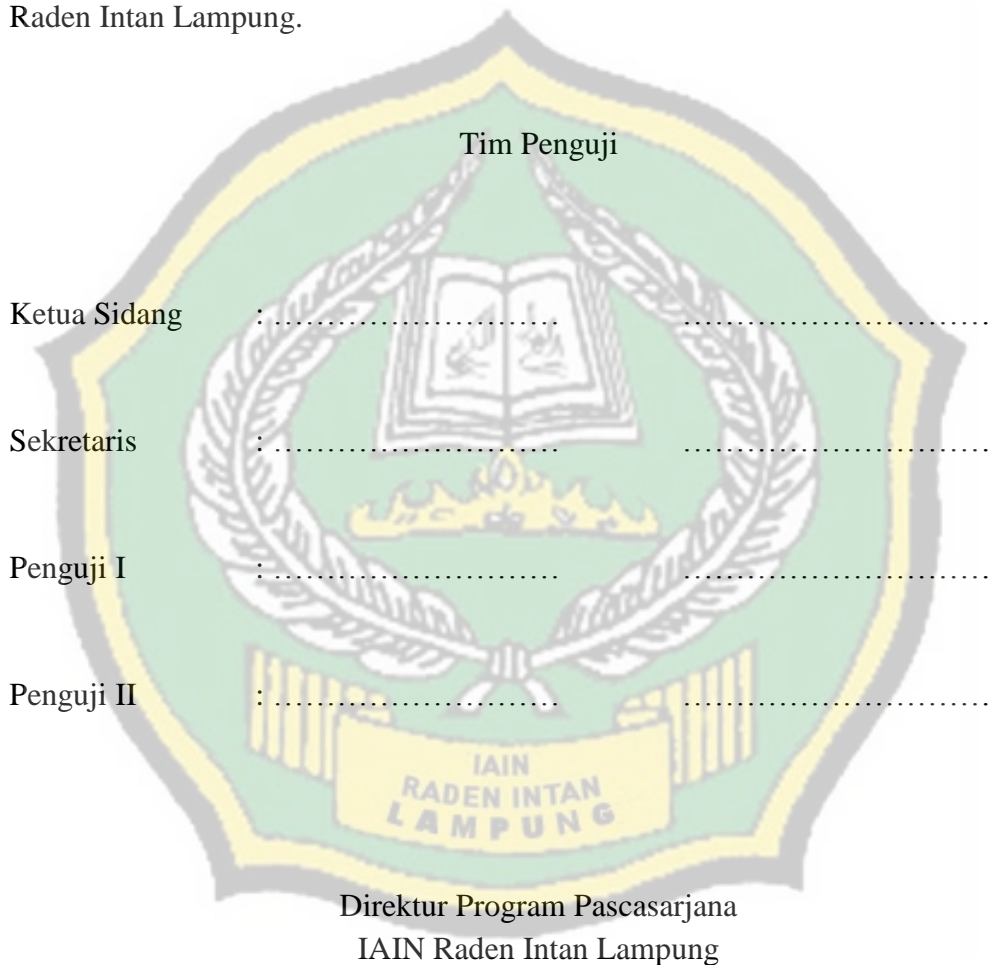 Raden Intan Lampung.
Tim Penguji
Ketua Sidang : ………………………… …………………………
Sekretaris : ………………………… …………………………
Penguji I : ………………………… …………………………
Penguji II : ………………………… …………………………
IAIN
RADEN INTAN
LAMPUNG
Direktur Program Pascasarjana
IAIN Raden Intan Lampung